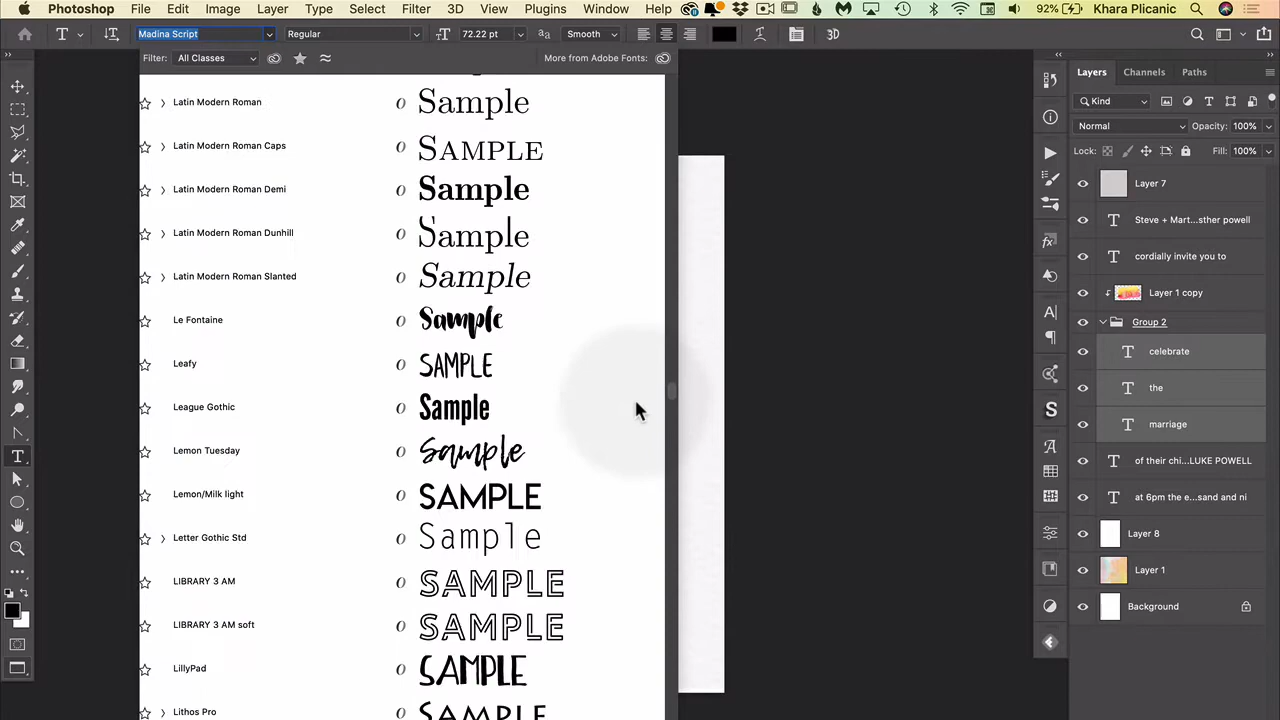 Photoshop File Edit Image Layer Type Select Filter 3D View Plugins Window Help 92% Khara Plicanic
Madina Script Regular 72.22 pt Smooth 3D
Filter: All Classes More from Adobe Fonts:
Layers Channels Paths
Kind
Normal Opacity: 100%
Lock: Fill: 100%
Latin Modern Roman Sample
Latin Modern Roman Caps SAMPLE
Latin Modern Roman Demi Sample
Latin Modern Roman Dunhill Sample
Latin Modern Roman Slanted Sample
Le Fontaine Sample
Leafy SAMPLE
League Gothic Sample
Lemon Tuesday Sample
Lemon/Milk light SAMPLE
Letter Gothic Std Sample
LIBRARY 3 AM SAMPLE
LIBRARY 3 AM soft SAMPLE
LillyPad SAMPLE
Lithos Pro SAMPLE
Layer 7
Steve + Mart...sther powell
cordially invite you to
Layer 1 copy
Group 2
celebrate
the
marriage
of their chi...LUKE POWELL
at 6pm the e...sand and ni
Layer 8
Layer 1
Background